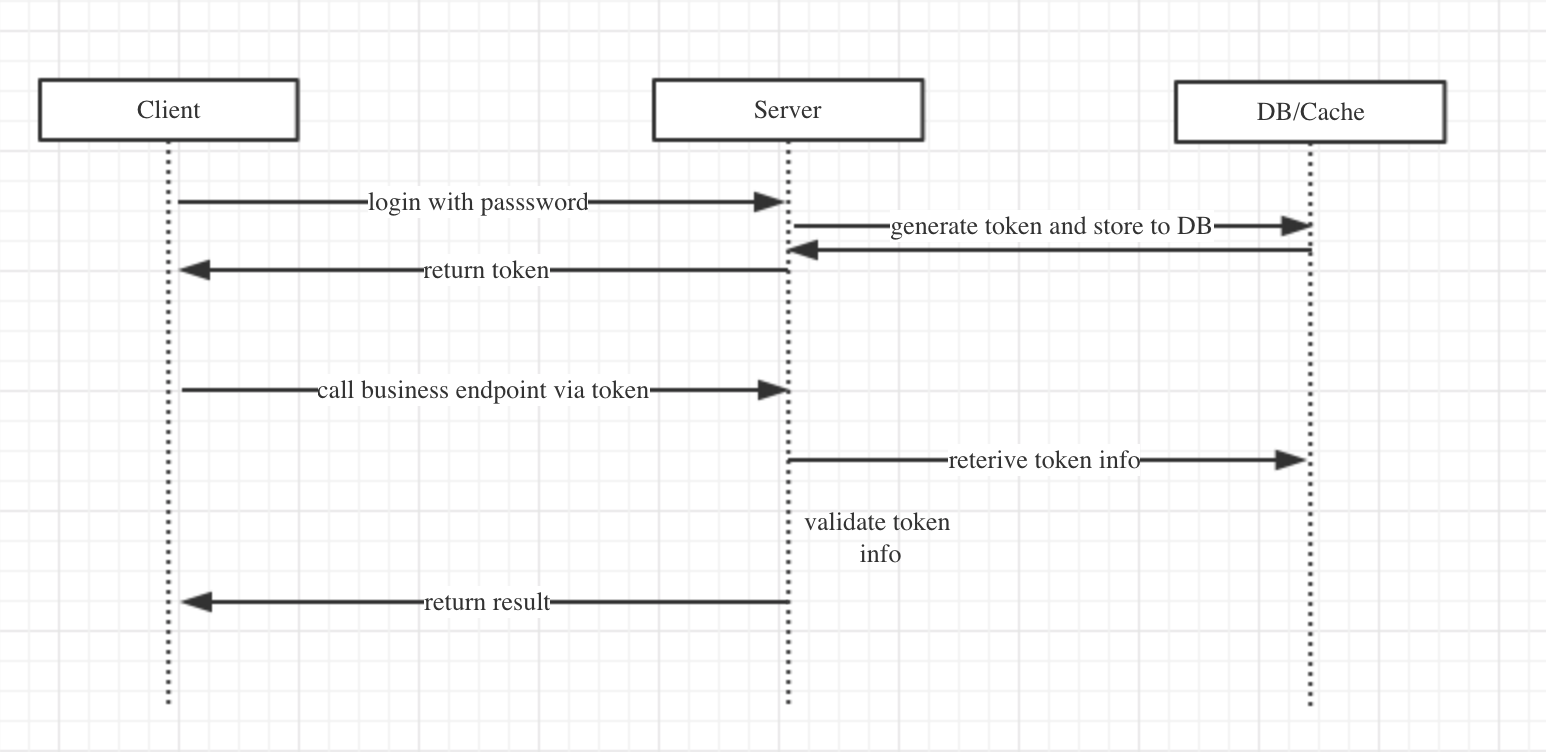 Client
Server
DB/Cache
login with passsword
generate token and store to DB
return token
call business endpoint via token
reterive token info
validate token
info
return result